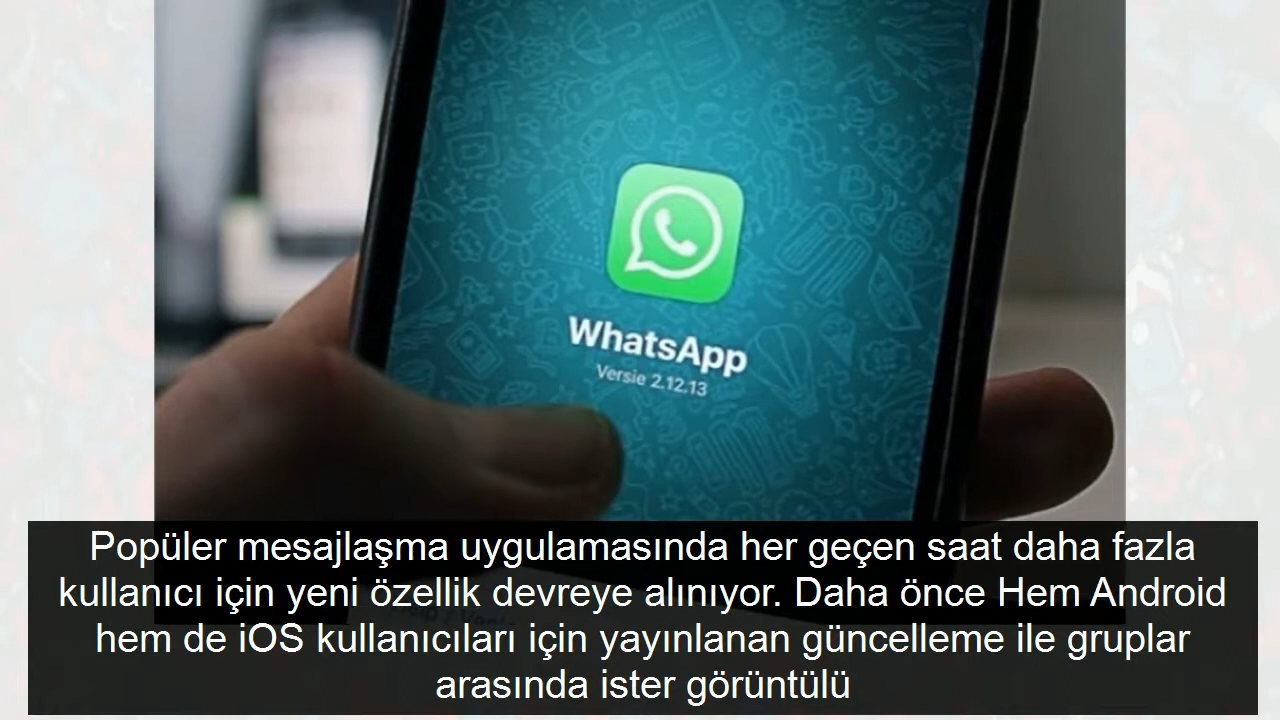 WhatsApp
Versie 2.12.13
Popüler mesajlaşma uygulamasında her geçen saat daha fazla
kullanıcı için yeni özellik devreye alınıyor. Daha önce Hem Android
hem de iOS kullanıcıları için yayınlanan güncelleme ile gruplar
arasında ister görüntülü